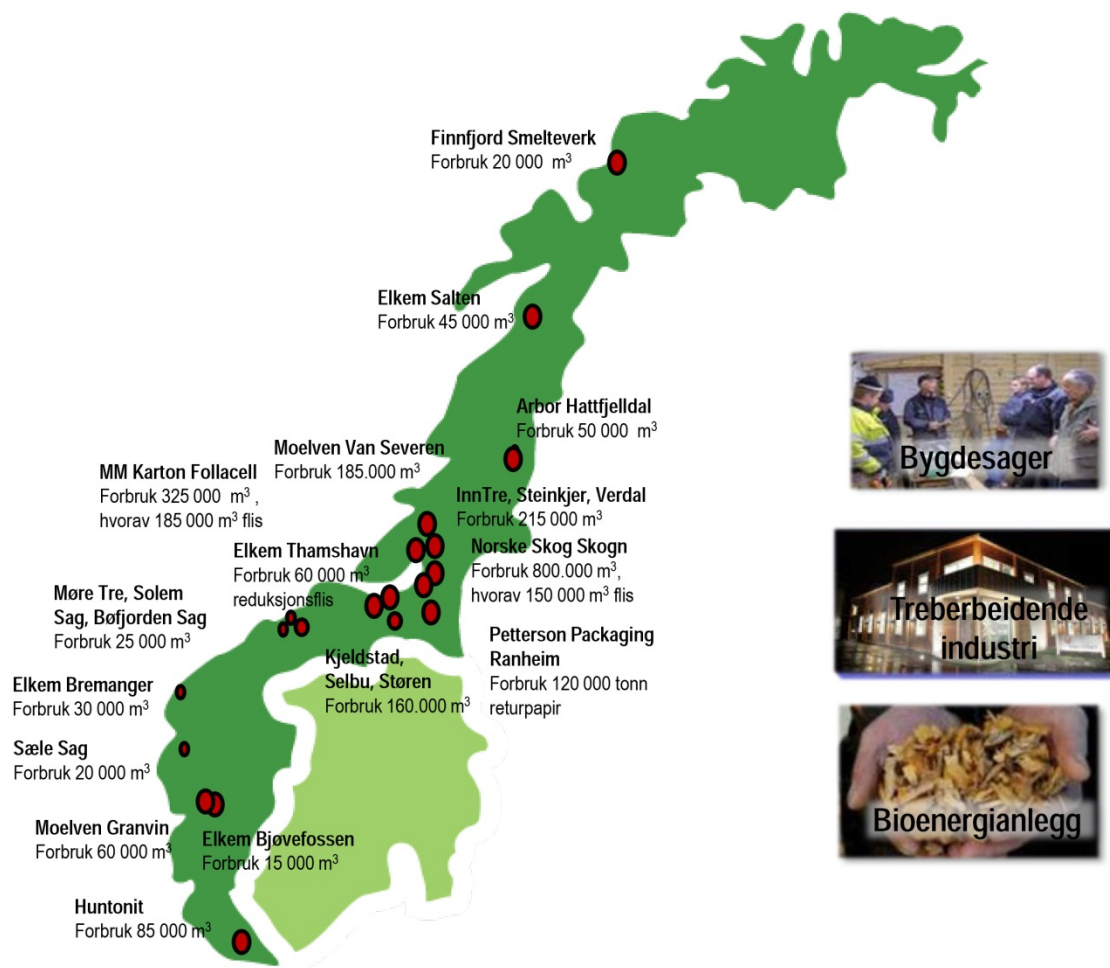 Finnfjord Smelteverk
Forbruk 20 000 m³
Elkem Salten
Forbruk 45 000 m³
Arbor Hattfjelldal
Forbruk 50 000 m³
Moelven Van Severen
Forbruk 185.000 m³
MM Karton Follacell
Forbruk 325 000 m³ ,
hvorav 185 000 m³ flis
InnTre, Steinkjer, Verdal
Forbruk 215 000 m³
Elkem Thamshavn
Forbruk 60 000 m³
reduksjonsflis
Norske Skog Skogn
Forbruk 800.000 m³,
hvorav 150 000 m³ flis
Møre Tre, Solem
Sag, Bøfjorden Sag
Forbruk 25 000 m³
Petterson Packaging
Ranheim
Forbruk 120 000 tonn
returpapir
Kjeldstad,
Selbu, Støren
Forbruk 160.000 m³
Elkem Bremanger
Forbruk 30 000 m³
Sæle Sag
Forbruk 20 000 m³
Moelven Granvin
Forbruk 60 000 m³
Elkem Bjøvefossen
Forbruk 15 000 m³
Huntonit
Forbruk 85 000 m³
Bygdesager
Treberbeidende
industri
Bioenergianlegg